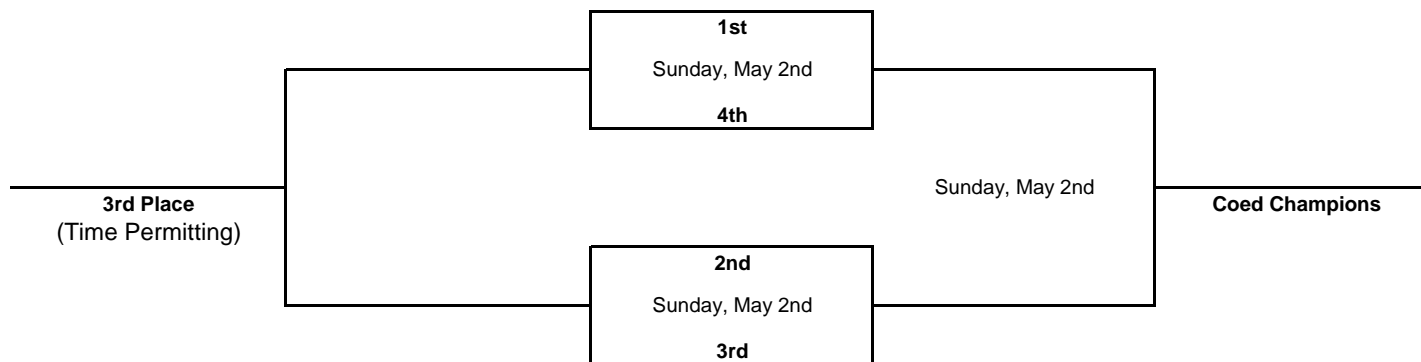 1st
Sunday, May 2nd
4th
Sunday, May 2nd
3rd Place
(Time Permitting)
Coed Champions
2nd
Sunday, May 2nd
3rd